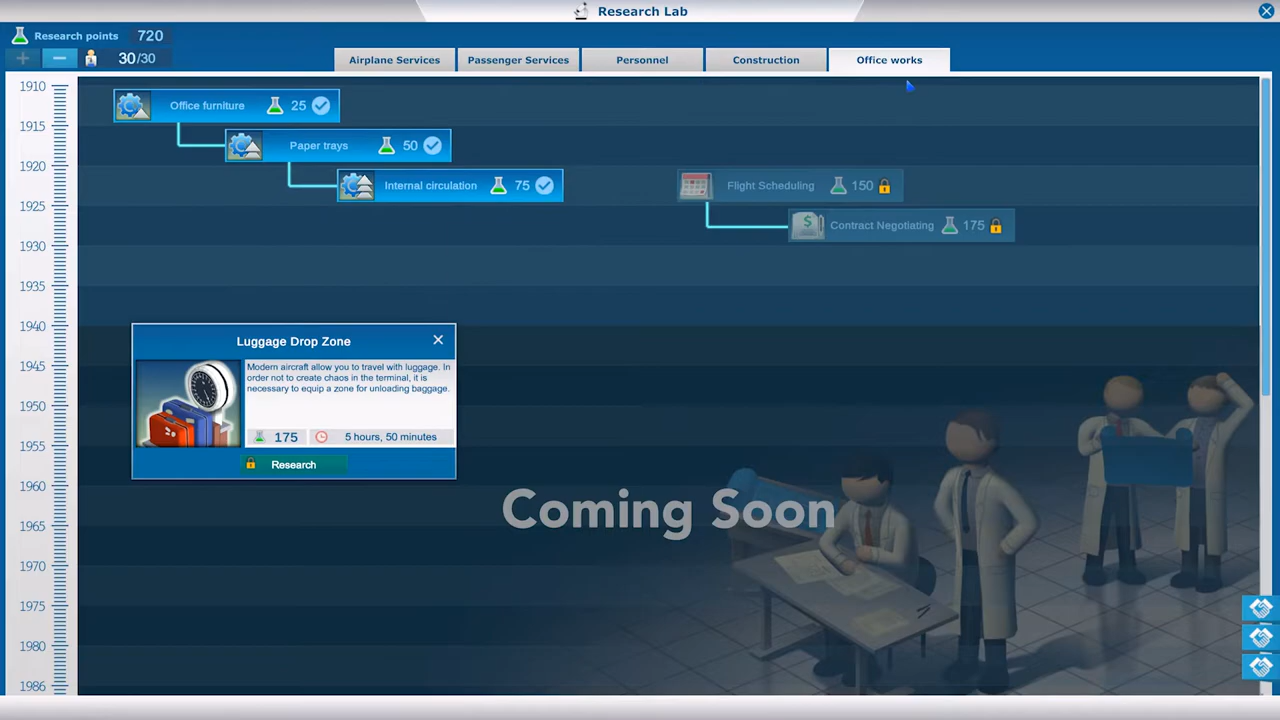 Research Lab
Research points 720
30/30
Airplane Services
Passenger Services
Personnel
Construction
Office works
1910
1915
1920
1925
1930
1935
1940
1945
1950
1955
1960
1965
1970
1975
1980
1986
Office furniture 25
Paper trays 50
Internal circulation 75
Flight Scheduling 150
Contract Negotiating 175
Luggage Drop Zone
Modern aircraft allow you to travel with luggage. In
order not to create chaos in the terminal, it is
necessary to equip a zone for unloading baggage.
175 5 hours, 50 minutes
Research
Coming Soon